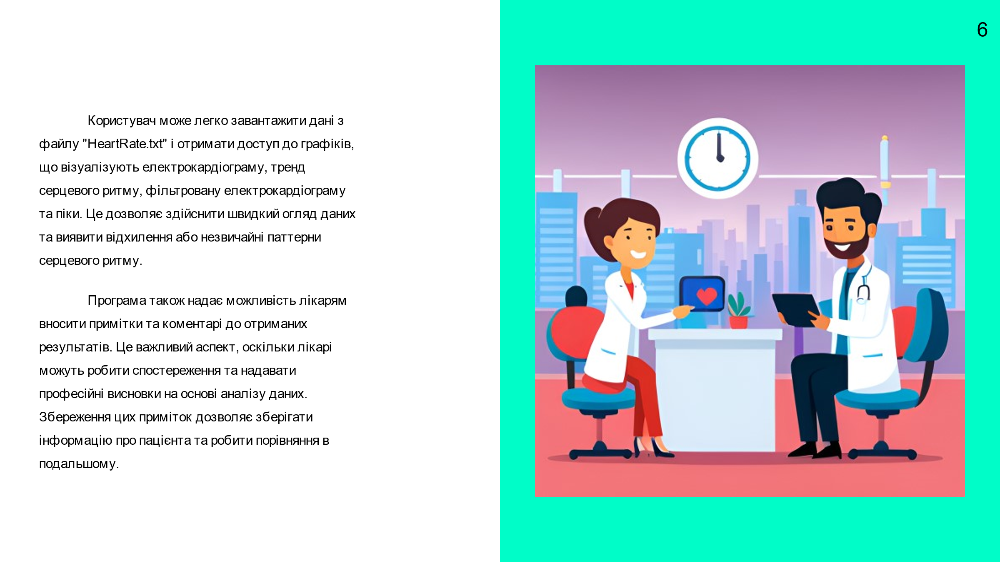 6
Користувач може легко завантажити дані з
файлу "HeartRate.txt" і отримати доступ до графіків,
що візуалізують електрокардіограму, тренд
серцевого ритму, фільтровану електрокардіограму
та піки. Це дозволяє здійснити швидкий огляд даних
та виявити відхилення або незвичайні паттерни
серцевого ритму.
Програма також надає можливість лікарям
вносити примітки та коментарі до отриманих
результатів. Це важливий аспект, оскільки лікарі
можуть робити спостереження та надавати
професійні висновки на основі аналізу даних.
Збереження цих приміток дозволяє зберігати
інформацію про пацієнта та робити порівняння в
подальшому.